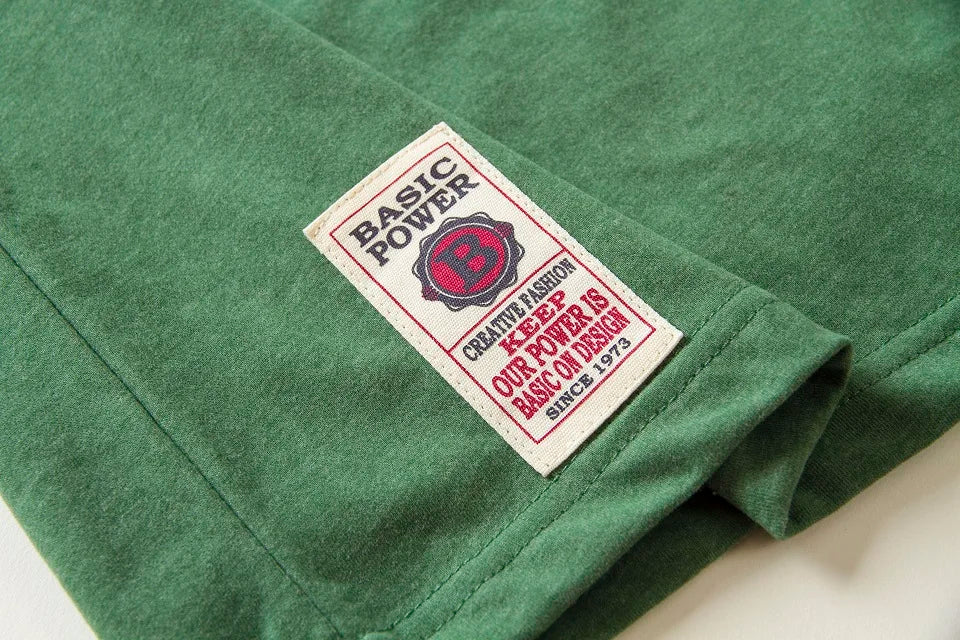 BASIC
POWER
B
CREATIVE FASHION
KEEP
OUR POWER IS
BASIC ON DESIGN
SINCE 1973